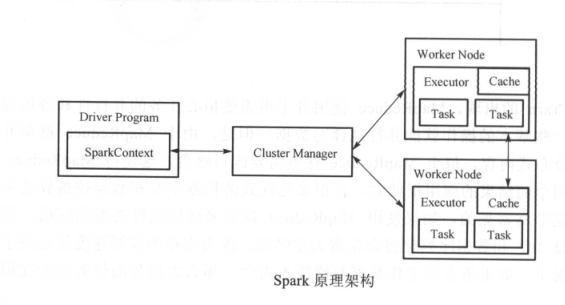 Worker Node
Executor
Cache
Task
Task
Driver Program
SparkContext
Cluster Manager
Worker Node
Executor
Cache
Task
Task
Spark 原理架构